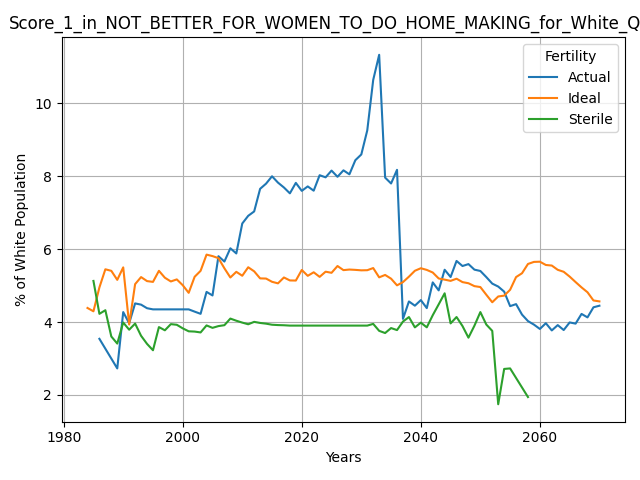 Score_1_in_NOT_BETTER_FOR_WOMEN_TO_DO_HOME_MAKING_for_White_Q
Fertility
Actual
Ideal
Sterile
% of White Population
10
8
6
4
2
1980 2000 2020 2040 2060
Years